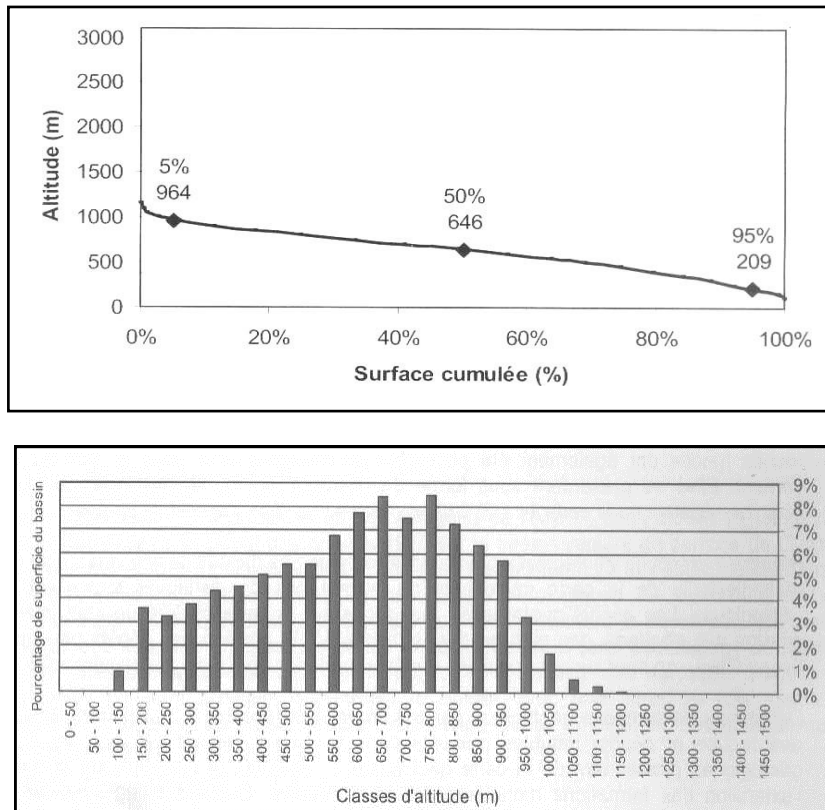 3000
2500
2000
1500
1000
500
0
Altitude (m)
5%
964
50%
646
95%
209
0% 20% 40% 60% 80% 100%
Surface cumulée (%)
Pourcentage de superficie du bassin
9%
8%
7%
6%
5%
4%
3%
2%
1%
0%
0 - 50
50 - 100
100 - 150
150 - 200
200 - 250
250 - 300
300 - 350
350 - 400
400 - 450
450 - 500
500 - 550
550 - 600
600 - 650
650 - 700
700 - 750
750 - 800
800 - 850
850 - 900
900 - 950
950 - 1000
1000 - 1050
1050 - 1100
1100 - 1150
1150 - 1200
1200 - 1250
1250 - 1300
1300 - 1350
1350 - 1400
1400 - 1450
1450 - 1500
Classes d'altitude (m)